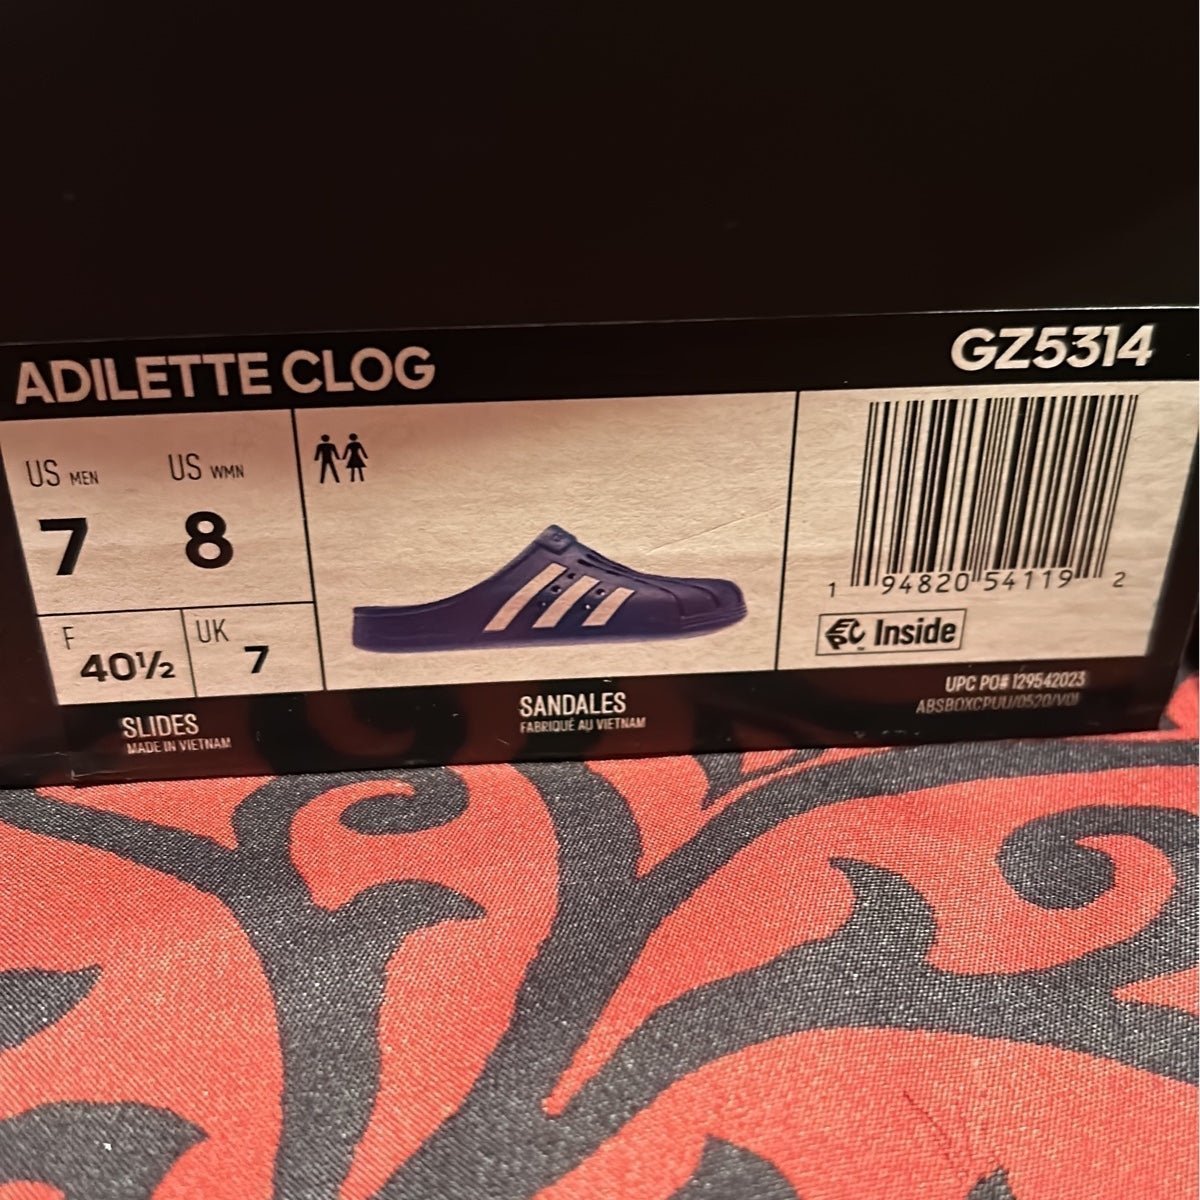 ADILETTE CLOG
GZ5314
US MEN
7
US WMN
8
F
40½
UK
7
1 94820 54119 2
Inside
SLIDES
MADE IN VIETNAM
SANDALES
FABRIQUÉ AU VIETNAM
UPC PO# 129542023
ABSBOXCPUU/0520/V01